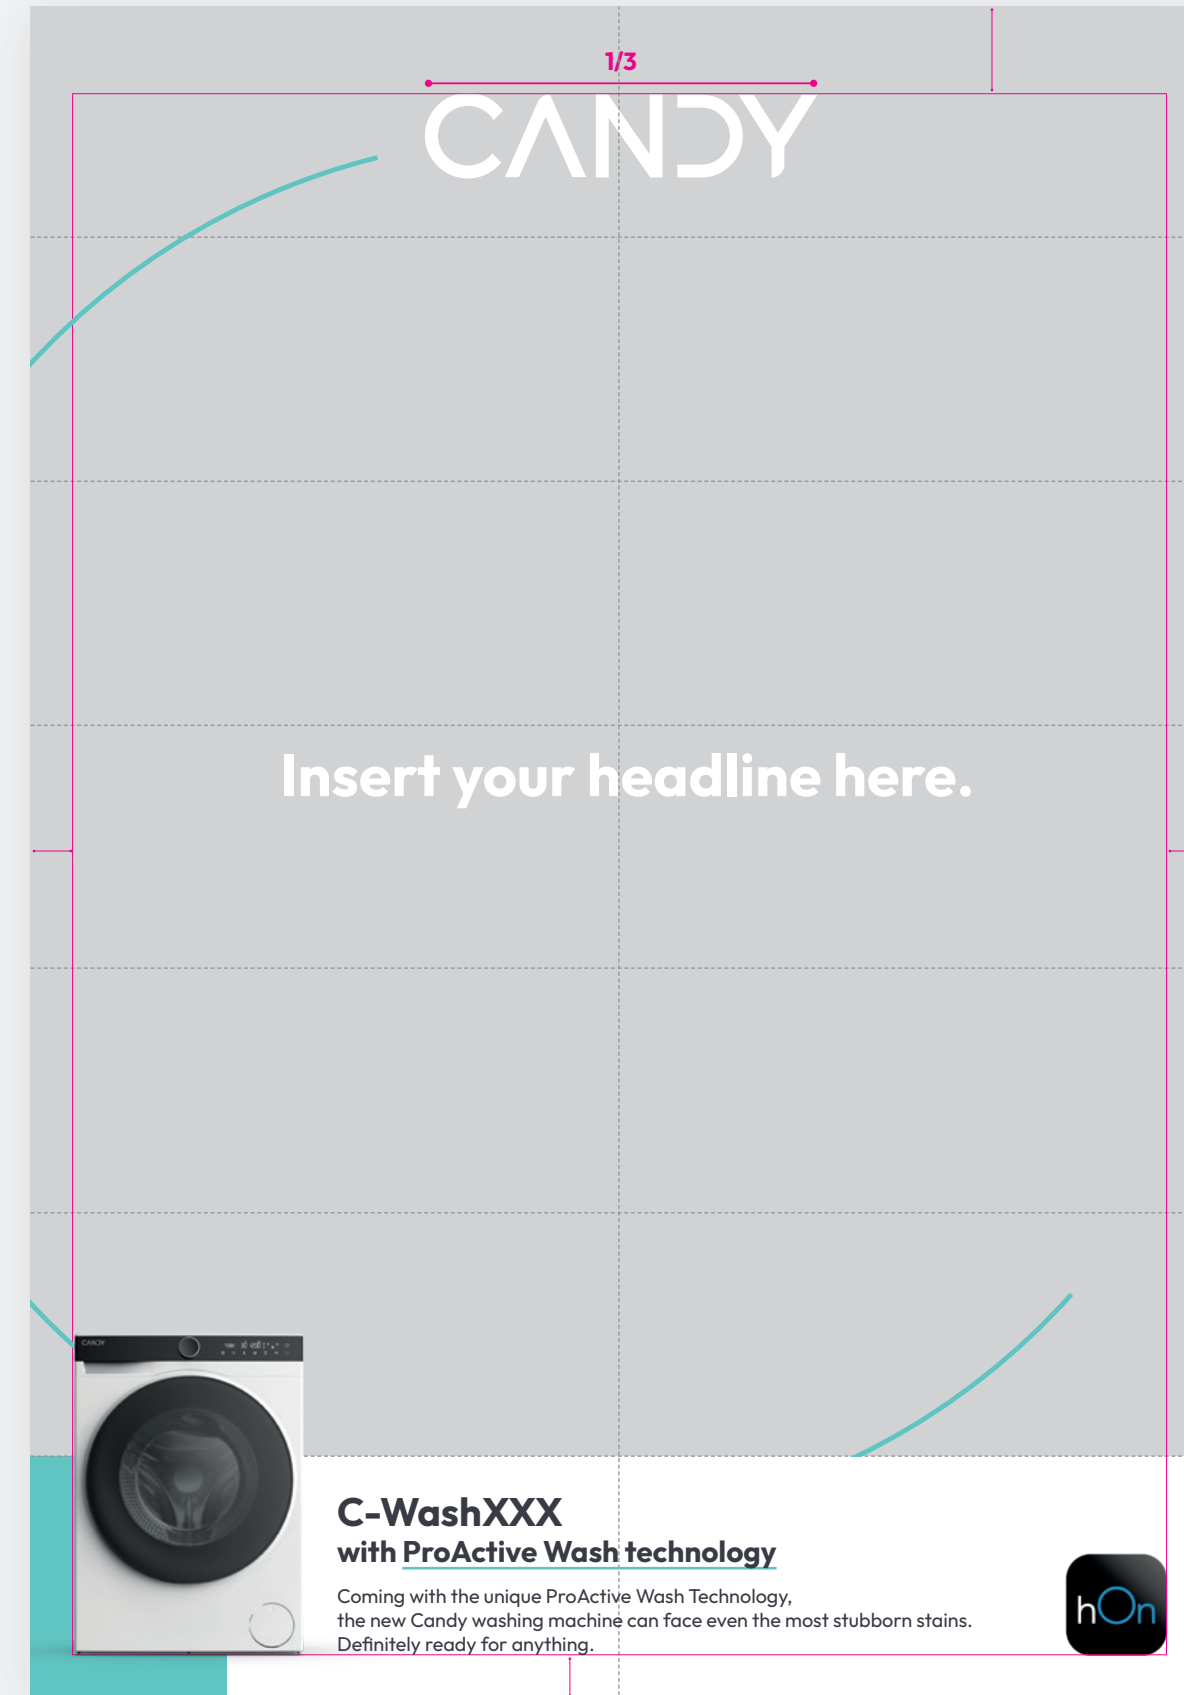 1/3
CANDY
Insert your headline here.
CANDY
C-WashXXX
with ProActive Wash technology
Coming with the unique ProActive Wash Technology,
the new Candy washing machine can face even the most stubborn stains.
Definitely ready for anything.
hOn